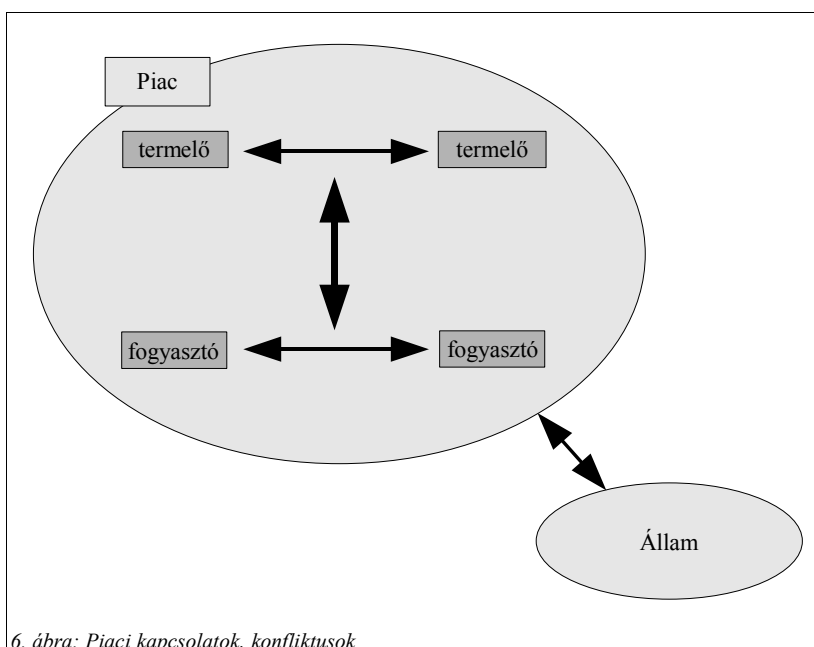 Piac
termelő termelő
fogyasztó fogyasztó
Állam
6. ábra: Piaci kapcsolatok, konfliktusok